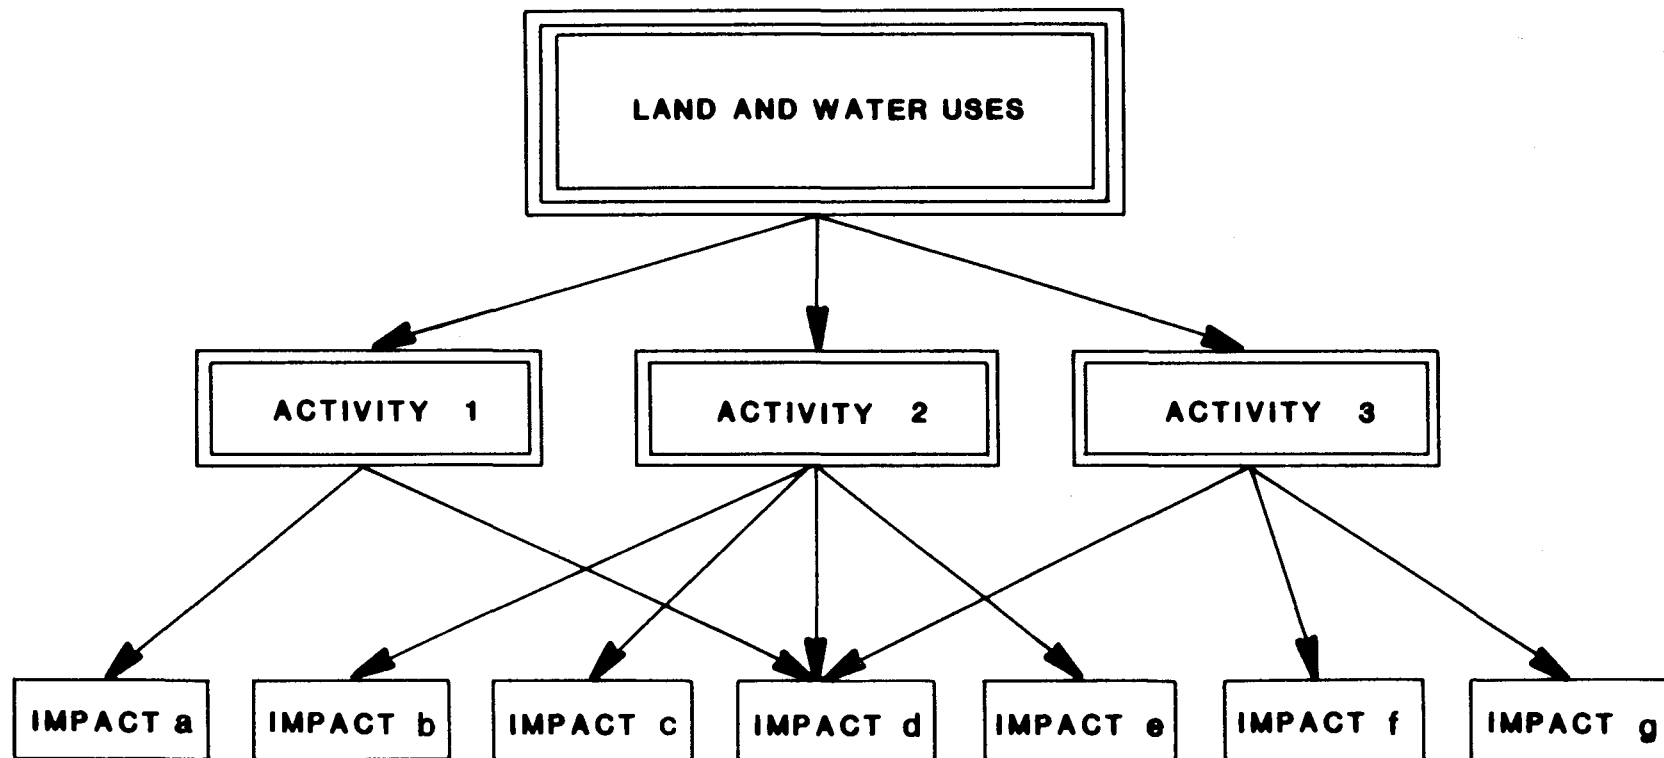 LAND AND WATER USES
ACTIVITY 1
ACTIVITY 2
ACTIVITY 3
IMPACT a
IMPACT b
IMPACT c
IMPACT d
IMPACT e
IMPACT f
IMPACT g